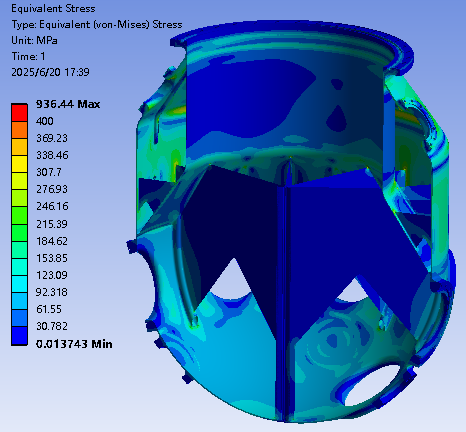 Equivalent Stress
Type: Equivalent (von-Mises) Stress
Unit: MPa
Time: 1
2025/6/20 17:39
936.44 Max
400
369.23
338.46
307.7
276.93
246.16
215.39
184.62
153.85
123.09
92.318
61.55
30.782
0.013743 Min